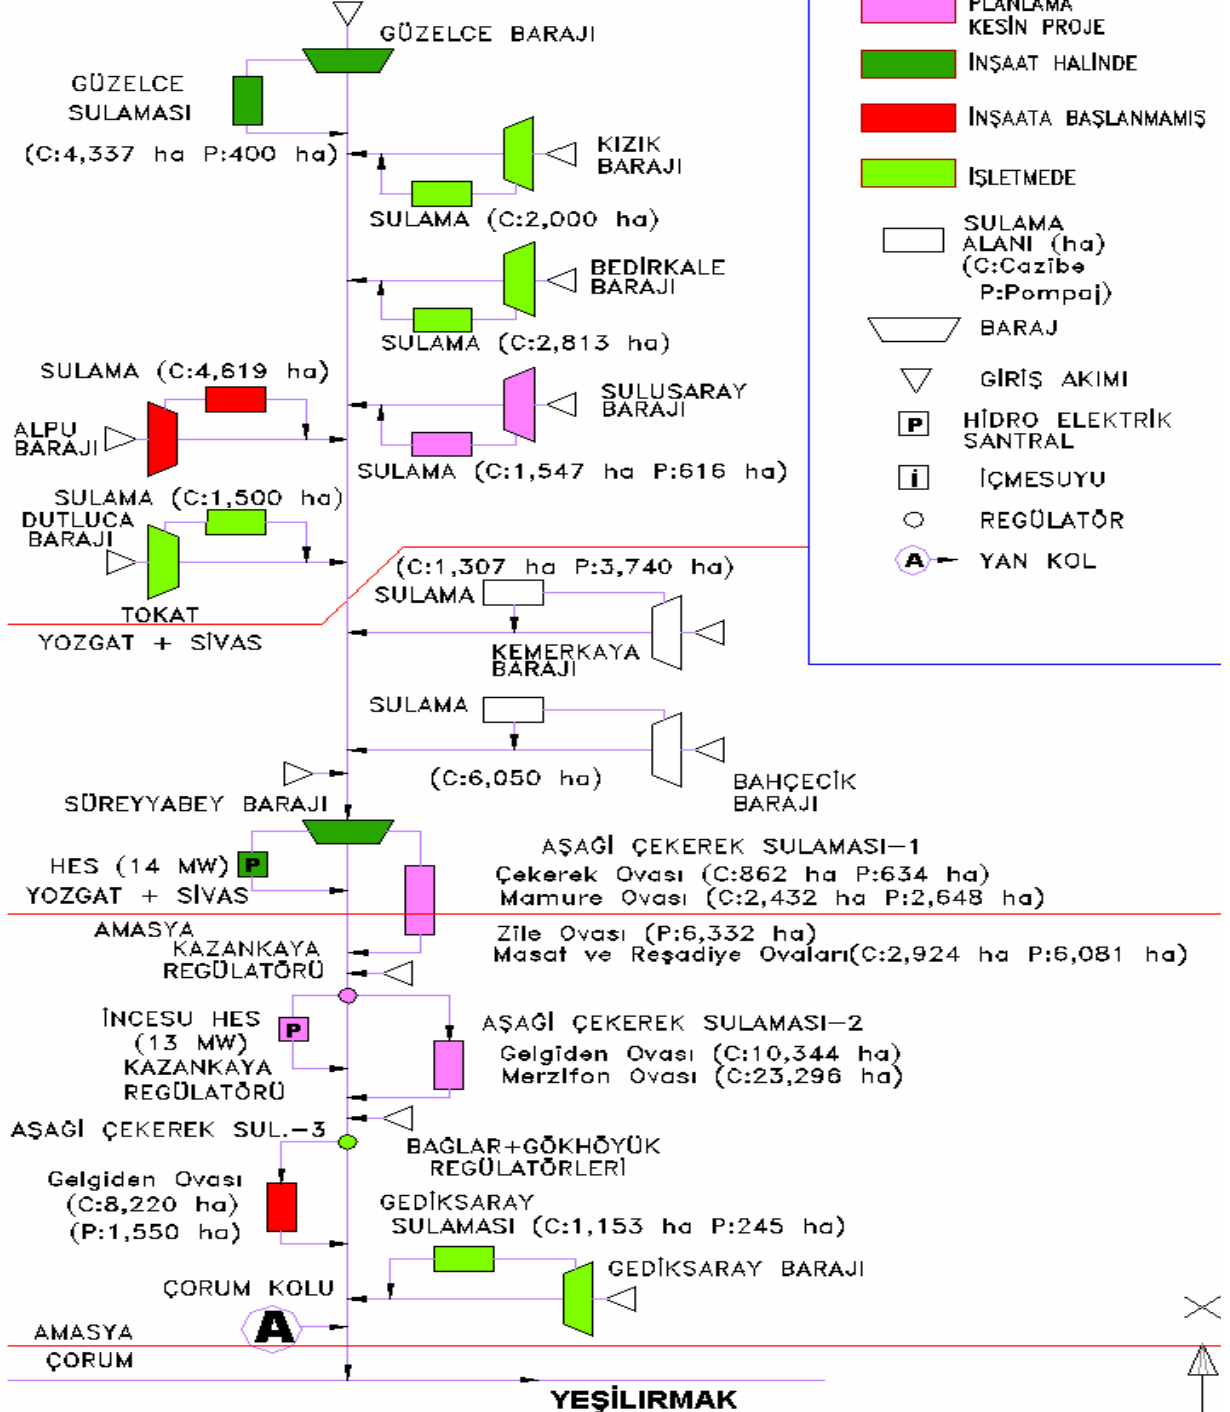 GÜZELCE BARAJI
GÜZELCE
SULAMASI
(C:4,337 ha P:400 ha)
KIZIK
BARAJI
SULAMA (C:2,000 ha)
BEDİRKALE
BARAJI
SULAMA (C:2,813 ha)
SULAMA (C:4,619 ha)
ALPU
BARAJI
SULUSARAY
BARAJI
SULAMA (C:1,547 ha P:616 ha)
SULAMA (C:1,500 ha)
DUTLUCA
BARAJI
TOKAT
YOZGAT + SİVAS
(C:1,307 ha P:3,740 ha)
SULAMA
KEMERKAYA
BARAJI
SULAMA
(C:6,050 ha)
BAHÇECİK
BARAJI
SÜREYYABEY BARAJI
HES (14 MW)
P
YOZGAT + SİVAS
AŞAĞİ ÇEKEREK SULAMASI-1
Çekerek Ovası (C:862 ha P:634 ha)
Mamure Ovası (C:2,432 ha P:2,648 ha)
AMASYA
Zile Ovası (P:6,332 ha)
Masat ve Reşadiye Ovaları(C:2,924 ha P:6,081 ha)
KAZANKAYA
REGÜLATÖRÜ
İNCESU HES
(13 MW)
P
KAZANKAYA
REGÜLATÖRÜ
AŞAĞİ ÇEKEREK SULAMASI-2
Gelgiden Ovası (C:10,344 ha)
Merzifon Ovası (C:23,296 ha)
AŞAĞİ ÇEKEREK SUL.-3
BAĞLAR+GÖKHÖYÜK
REGÜLATÖRLERİ
Gelgiden Ovası
(C:8,220 ha)
(P:1,550 ha)
GEDİKSARAY
SULAMASI (C:1,153 ha P:245 ha)
GEDİKSARAY BARAJI
ÇORUM KOLU
A
AMASYA
ÇORUM
YEŞİLIRMAK
PLANLAMA
KESİN PROJE
İNŞAAT HALİNDE
İNŞAATA BAŞLANMAMIŞ
İŞLETMEDE
SULAMA
ALANI (ha)
(C:Cazibe
P:Pompaj)
BARAJ
GİRİŞ AKIMI
P
HİDRO ELEKTRİK
SANTRAL
İ
İÇMESUYU
REGÜLATÖR
A
YAN KOL